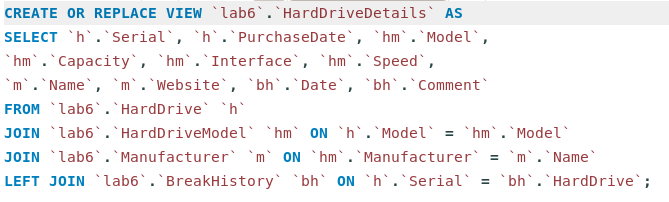 CREATE OR REPLACE VIEW `lab6`.`HardDriveDetails` AS
SELECT `h`.`Serial`, `h`.`PurchaseDate`, `hm`.`Model`,
`hm`.`Capacity`, `hm`.`Interface`, `hm`.`Speed`,
`m`.`Name`, `m`.`Website`, `bh`.`Date`, `bh`.`Comment`
FROM `lab6`.`HardDrive` `h`
JOIN `lab6`.`HardDriveModel` `hm` ON `h`.`Model` = `hm`.`Model`
JOIN `lab6`.`Manufacturer` `m` ON `hm`.`Manufacturer` = `m`.`Name`
LEFT JOIN `lab6`.`BreakHistory` `bh` ON `h`.`Serial` = `bh`.`HardDrive`;